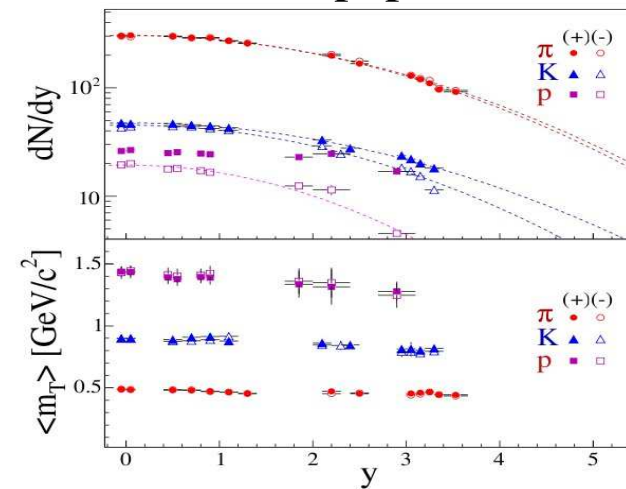 (+)(-)
π
K
p
10²
10
dN/dy
(+)(-)
π
K
p
1.5
1
0.5
<m_T> [GeV/c²]
0 1 2 3 4 5
y